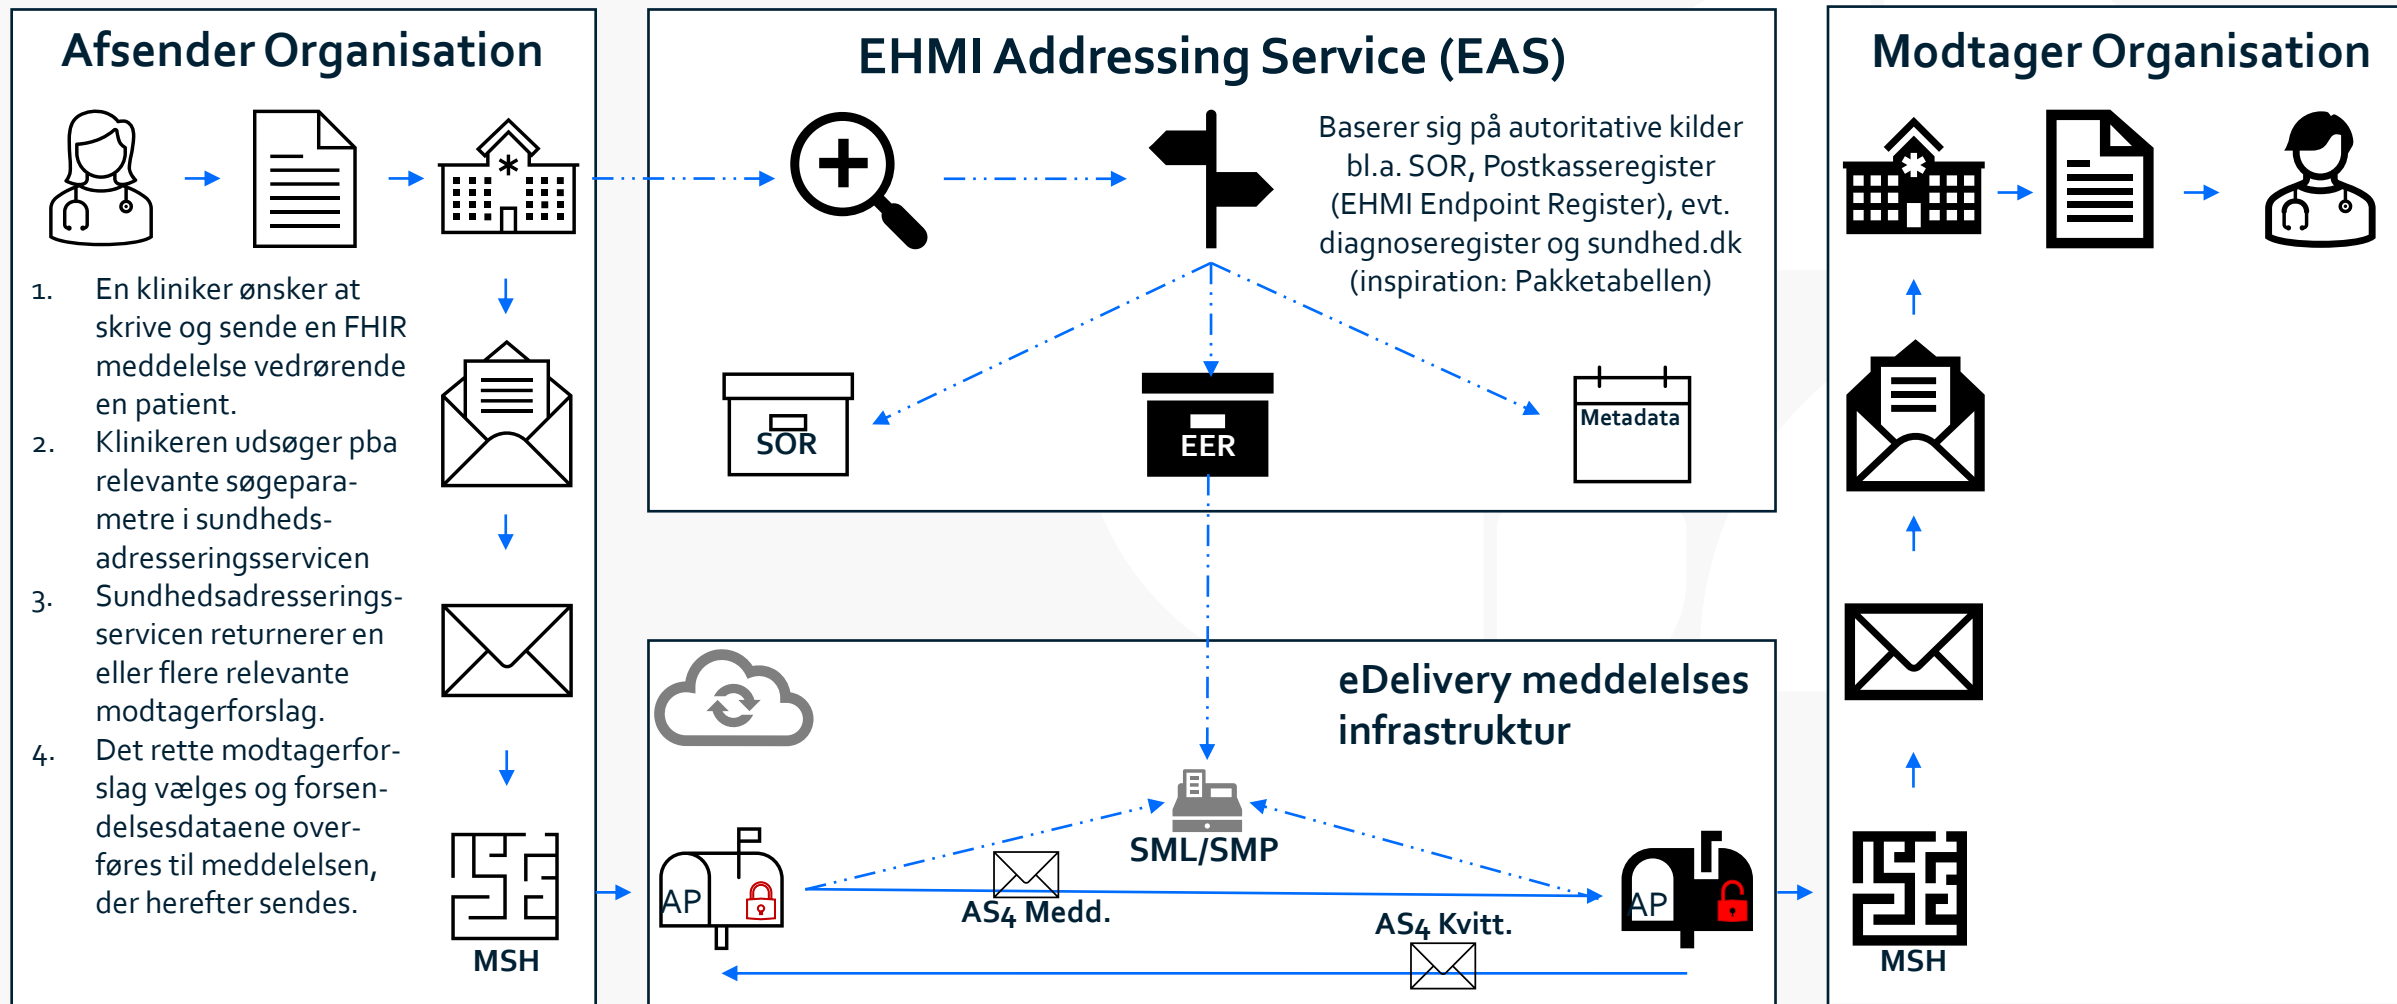 Afsender Organisation
1. En kliniker ønsker at
skrive og sende en FHIR
meddelelse vedrørende
en patient.
2. Klinikeren udsøger pba
relevante søgepara-
metre i sundheds-
adresseringsservicen
3. Sundhedsadresserings-
servicen returnerer en
eller flere relevante
modtagerforslag.
4. Det rette modtagerfor-
slag vælges og forsen-
delsesdataene over-
føres til meddelelsen,
der herefter sendes.
MSH
EHMI Addressing Service (EAS)
Baserer sig på autoritative kilder
bl.a. SOR, Postkasseregister
(EHMI Endpoint Register), evt.
diagnoseregister og sundhed.dk
(inspiration: Pakketabellen)
SOR
EER
Metadata
eDelivery meddelelses
infrastruktur
SML/SMP
AP
AS4 Medd.
AS4 Kvitt.
AP
Modtager Organisation
MSH